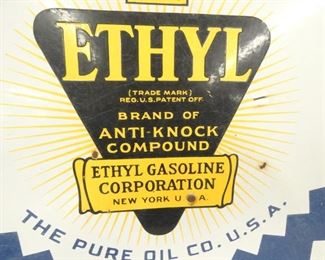 ETHYL
(TRADE MARK)
REG. U.S. PATENT OFF.
BRAND OF
ANTI-KNOCK
COMPOUND
ETHYL GASOLINE
CORPORATION
NEW YORK U A.
THE PURE OIL CO. U.S.A.